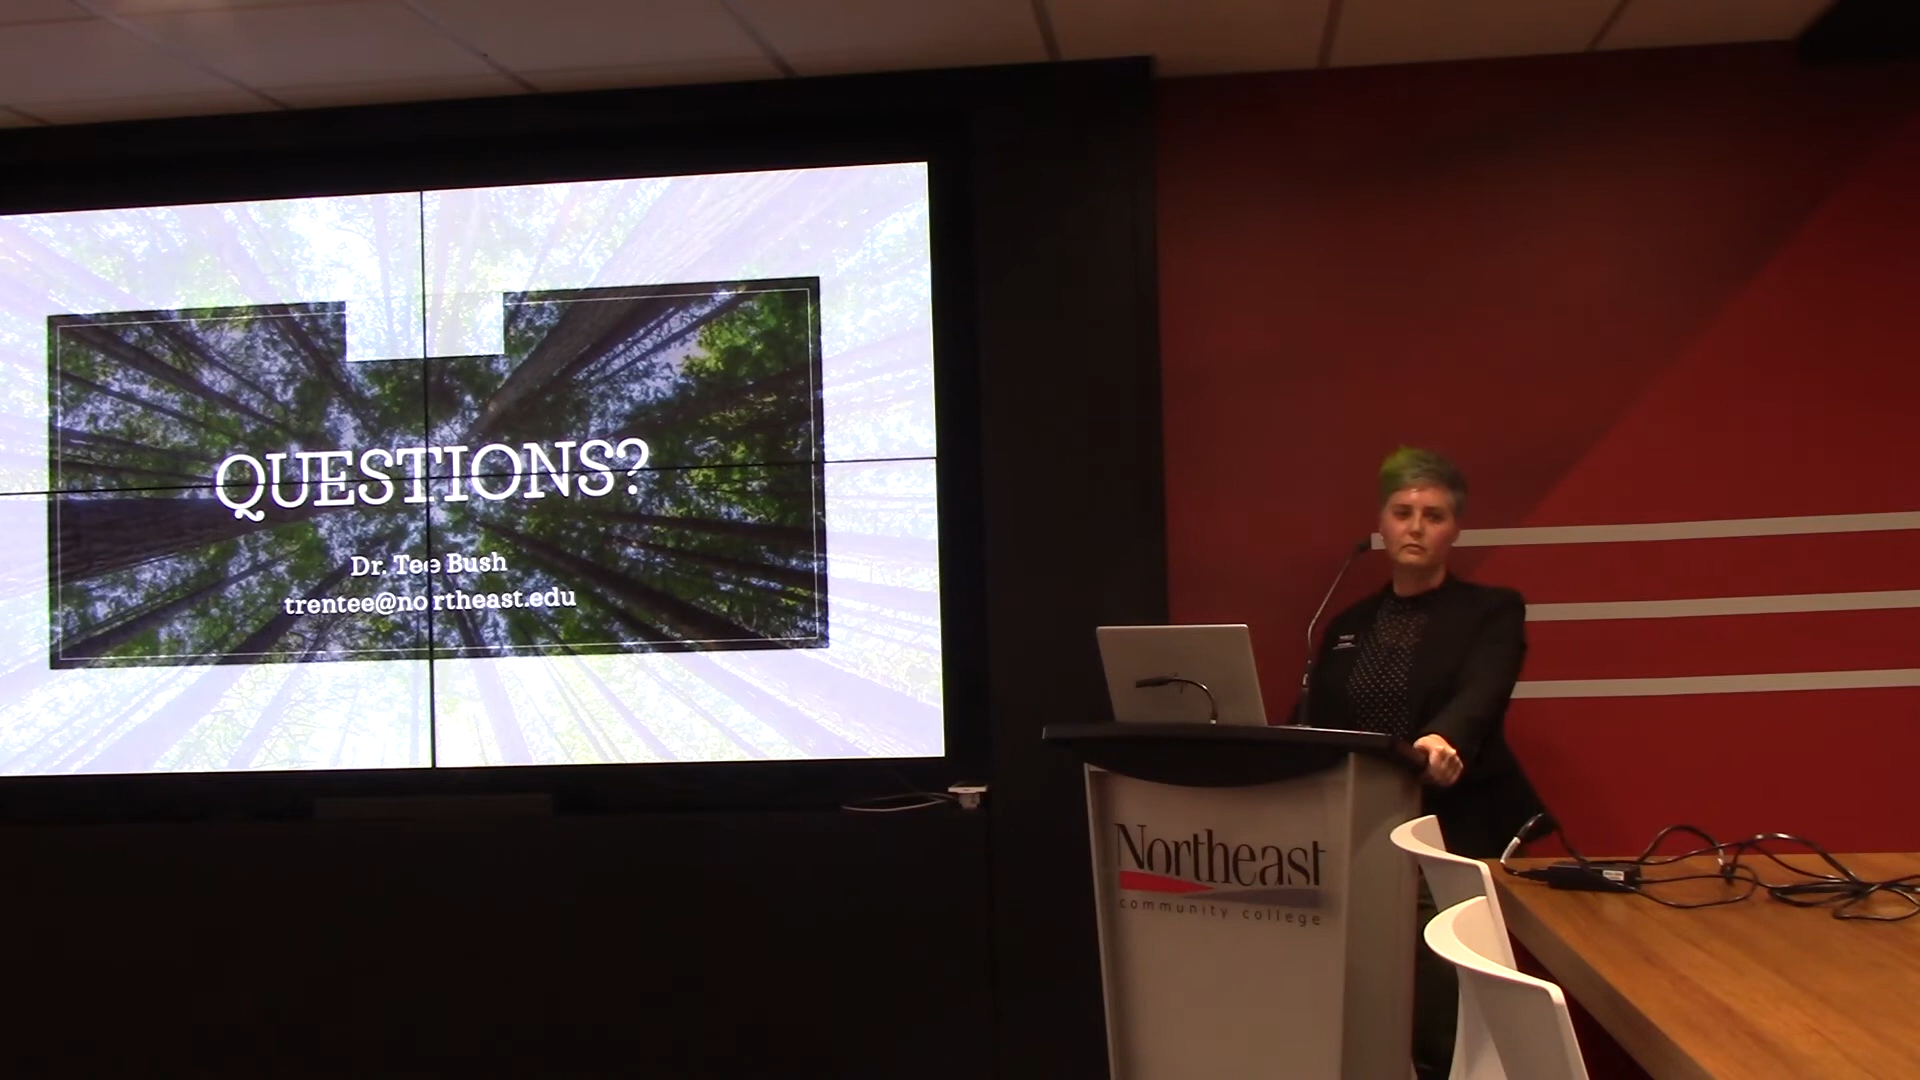 QUESTIONS?
Dr. Tee Bush
trentee@northeast.edu
Northeast
community college